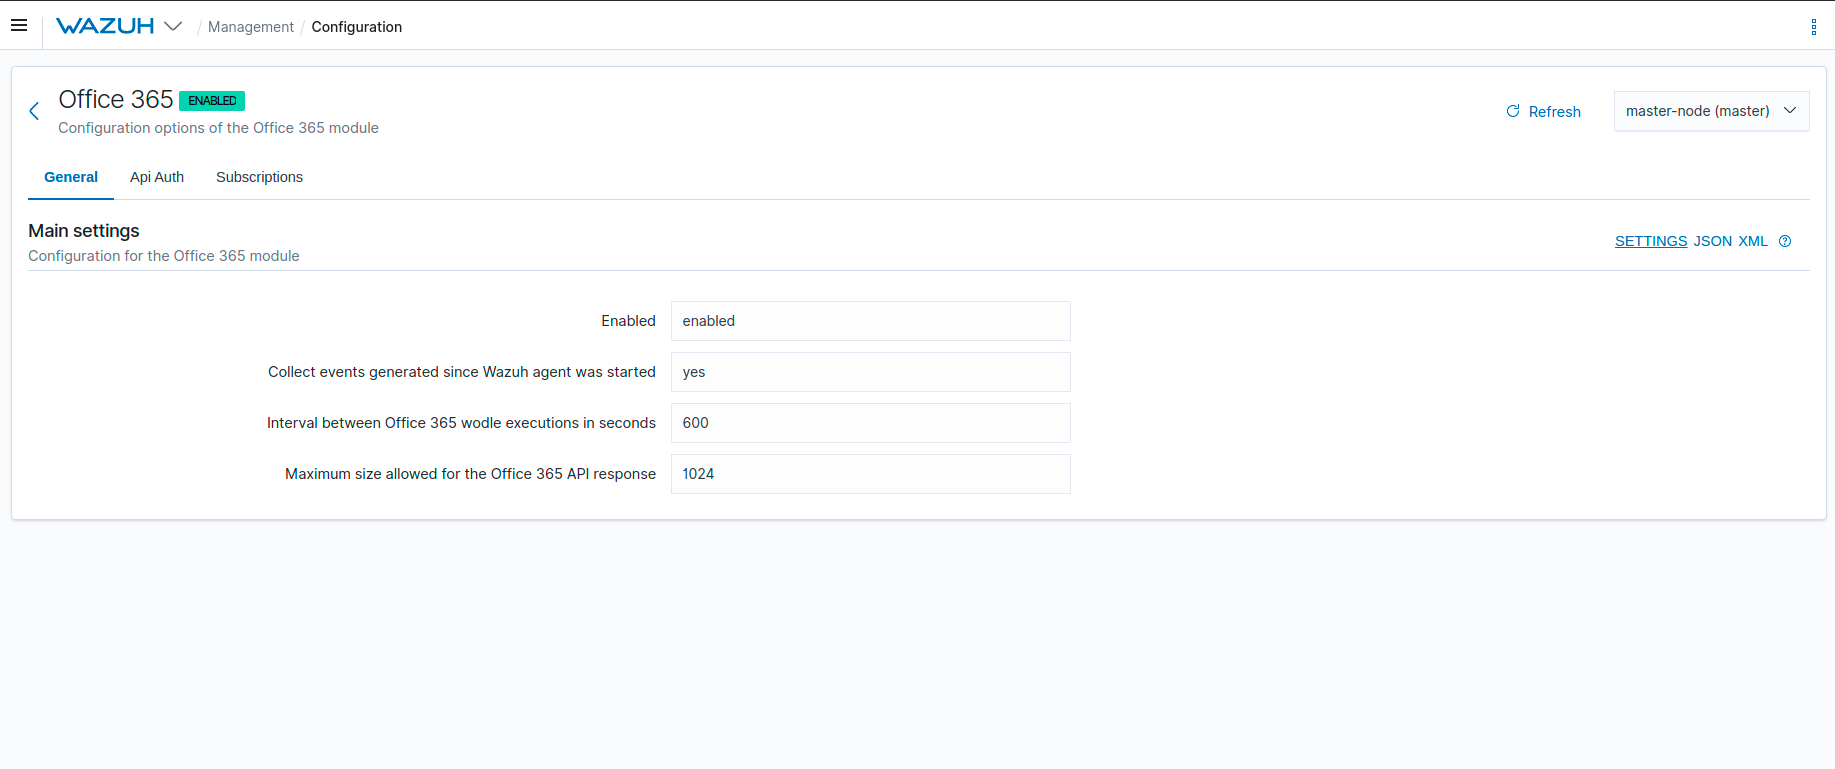 WAZUH / Management / Configuration
Office 365 ENABLED
Configuration options of the Office 365 module
Refresh
master-node (master)
General Api Auth Subscriptions
Main settings
Configuration for the Office 365 module
SETTINGS JSON XML
Enabled enabled
Collect events generated since Wazuh agent was started yes
Interval between Office 365 wodle executions in seconds 600
Maximum size allowed for the Office 365 API response 1024